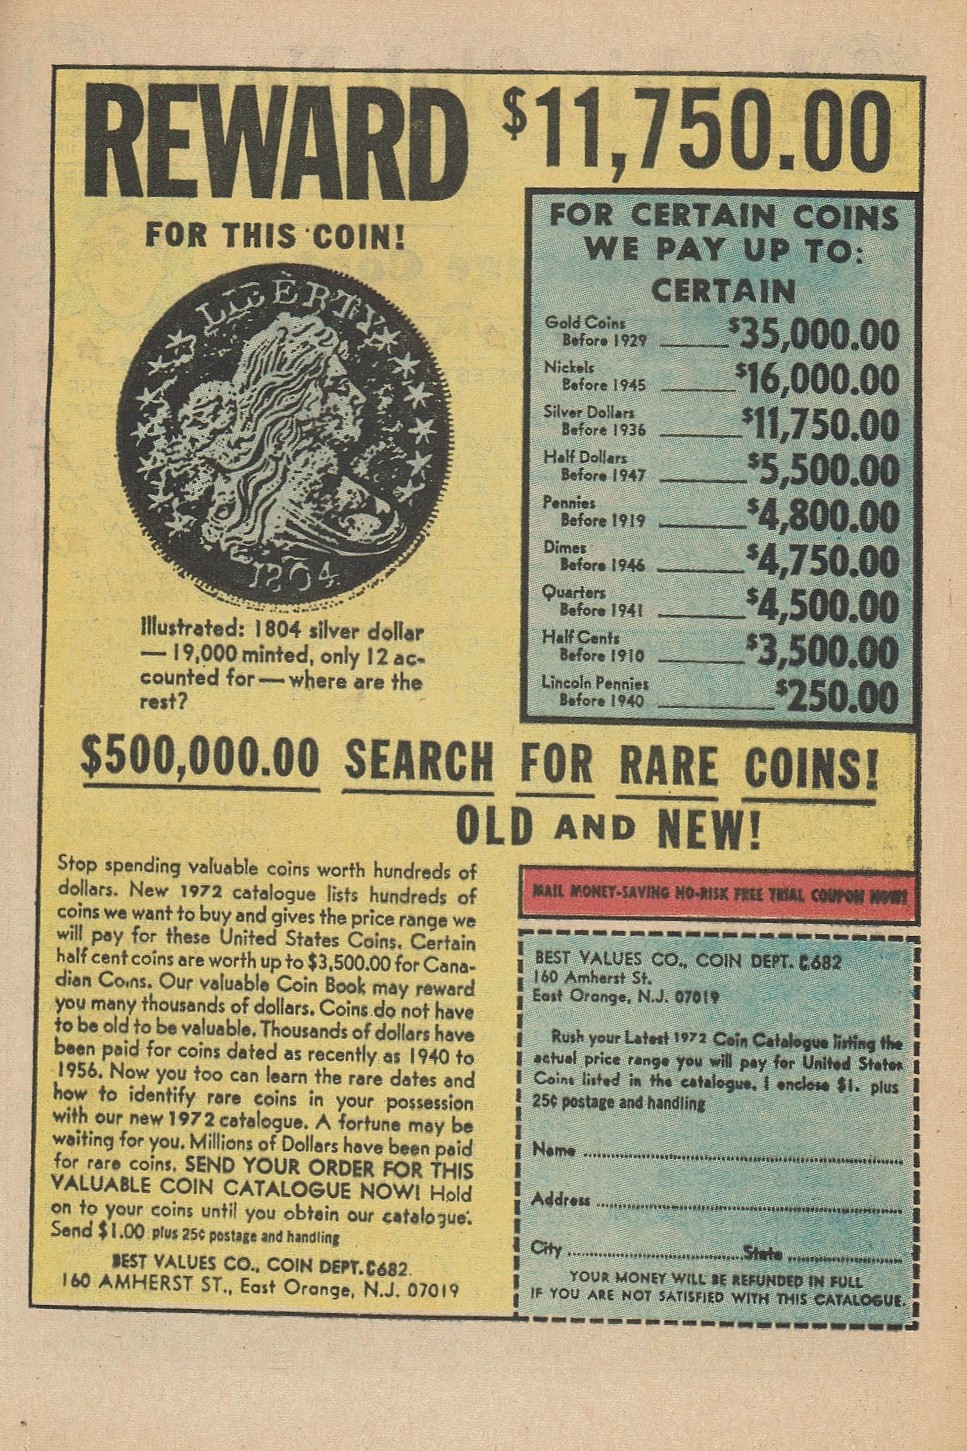 REWARD $11,750.00
FOR THIS COIN!
LIBERTY
1804
Illustrated: 1804 silver dollar
— 19,000 minted, only 12 ac-
counted for — where are the
rest?
FOR CERTAIN COINS
WE PAY UP TO:
CERTAIN
Gold Coins
Before 1929 $35,000.00
Nickels
Before 1945 $16,000.00
Silver Dollars
Before 1936 $11,750.00
Half Dollars
Before 1947 $5,500.00
Pennies
Before 1919 $4,800.00
Dimes
Before 1946 $4,750.00
Quarters
Before 1941 $4,500.00
Half Cents
Before 1910 $3,500.00
Lincoln Pennies
Before 1940 $250.00
$500,000.00 SEARCH FOR RARE COINS!
OLD AND NEW!
Stop spending valuable coins worth hundreds of
dollars. New 1972 catalogue lists hundreds of
coins we want to buy and gives the price range we
will pay for these United States Coins. Certain
half cent coins are worth up to $3,500.00 for Cana-
dian Coins. Our valuable Coin Book may reward
you many thousands of dollars. Coins do not have
to be old to be valuable. Thousands of dollars have
been paid for coins dated as recently as 1940 to
1956. Now you too can learn the rare dates and
how to identify rare coins in your possession
with our new 1972 catalogue. A fortune may be
waiting for you. Millions of Dollars have been paid
for rare coins. SEND YOUR ORDER FOR THIS
VALUABLE COIN CATALOGUE NOW! Hold
on to your coins until you obtain our catalogue.
Send $1.00 plus 25¢ postage and handling
BEST VALUES CO., COIN DEPT. C682
160 AMHERST ST., East Orange, N.J. 07019
MAIL MONEY-SAVING NO-RISK FREE TRIAL COUPON NOW!
BEST VALUES CO., COIN DEPT. C682
160 Amherst St.
East Orange, N.J. 07019
Rush your Latest 1972 Coin Catalogue listing the
actual price range you will pay for United States
Coins listed in the catalogue. I enclose $1. plus
25¢ postage and handling
Name
Address
City State
YOUR MONEY WILL BE REFUNDED IN FULL
IF YOU ARE NOT SATISFIED WITH THIS CATALOGUE.